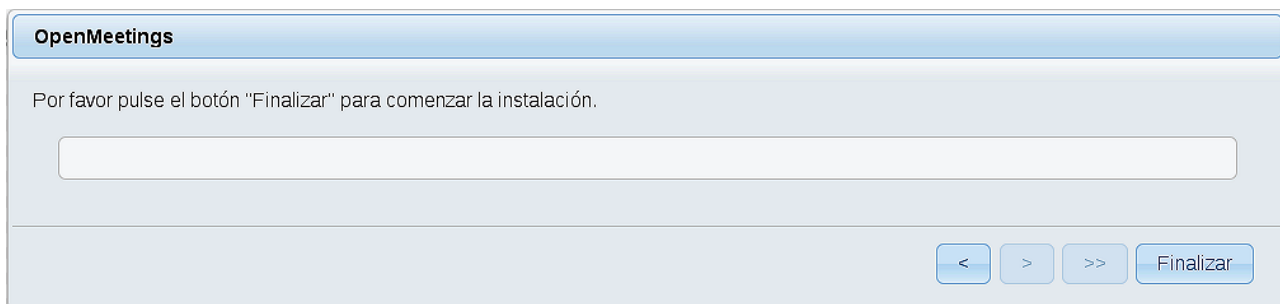 OpenMeetings
Por favor pulse el botón "Finalizar" para comenzar la instalación.
< > >> Finalizar